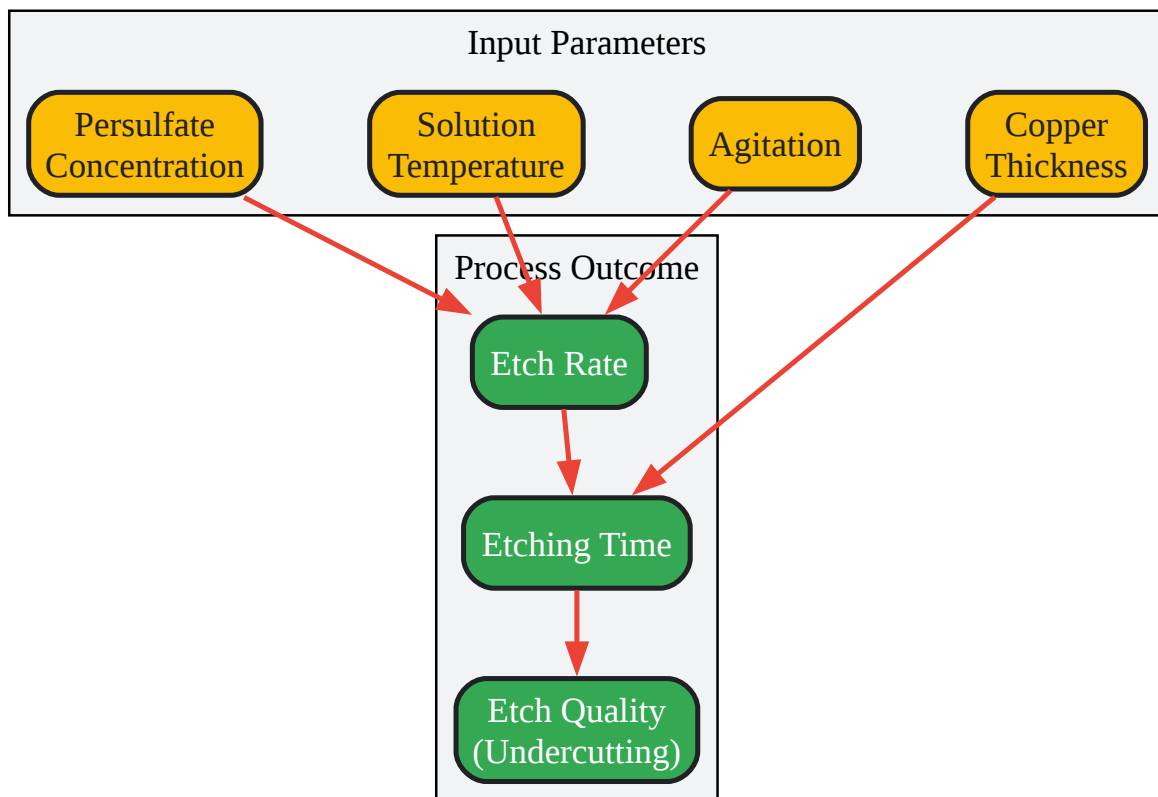 Input Parameters
Persulfate
Concentration
Solution
Temperature
Agitation
Copper
Thickness
Process Outcome
Etch Rate
Etching Time
Etch Quality
(Undercutting)